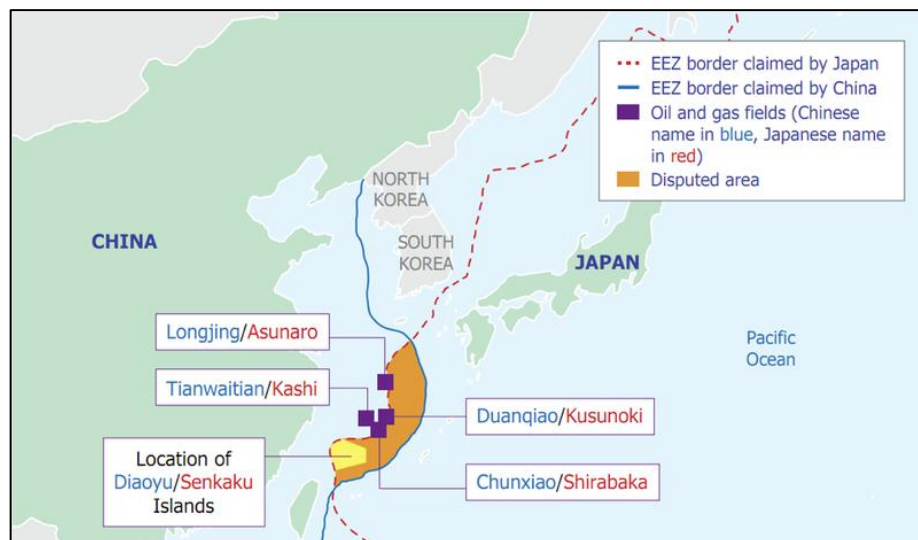 EEZ border claimed by Japan
EEZ border claimed by China
Oil and gas fields (Chinese
name in blue, Japanese name
in red)
Disputed area
NORTH
KOREA
SOUTH
KOREA
CHINA
JAPAN
Pacific
Ocean
Longjing/Asunaro
Tianwaitian/Kashi
Duanqiao/Kusunoki
Location of
Diaoyu/Senkaku
Islands
Chunxiao/Shirabaka